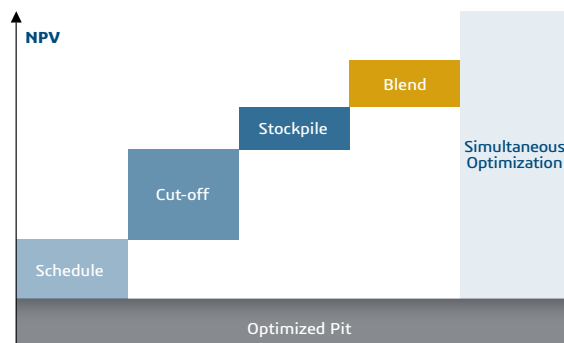 NPV
Blend
Stockpile
Simultaneous
Optimization
Cut-off
Schedule
Optimized Pit